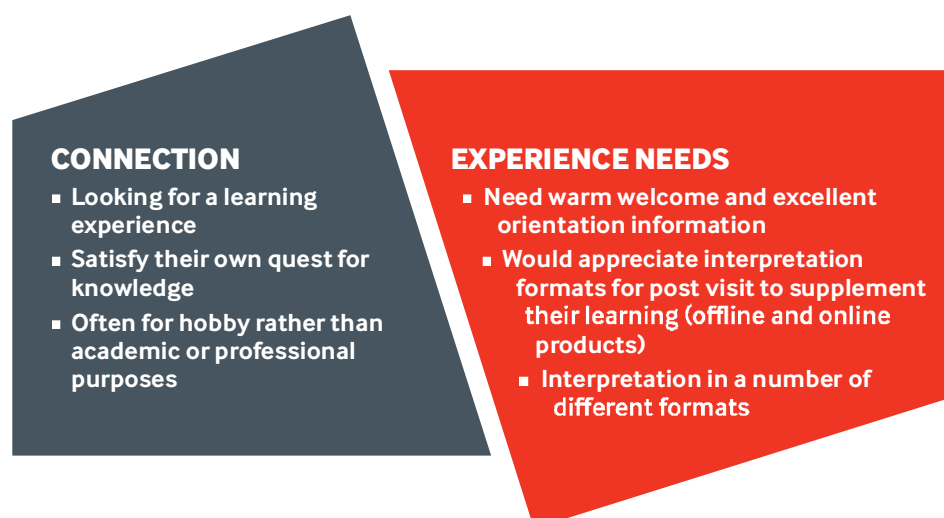 CONNECTION
▪ Looking for a learning
experience
▪ Satisfy their own quest for
knowledge
▪ Often for hobby rather than
academic or professional
purposes
EXPERIENCE NEEDS
▪ Need warm welcome and excellent
orientation information
▪ Would appreciate interpretation
formats for post visit to supplement
their learning (offline and online
products)
▪ Interpretation in a number of
different formats